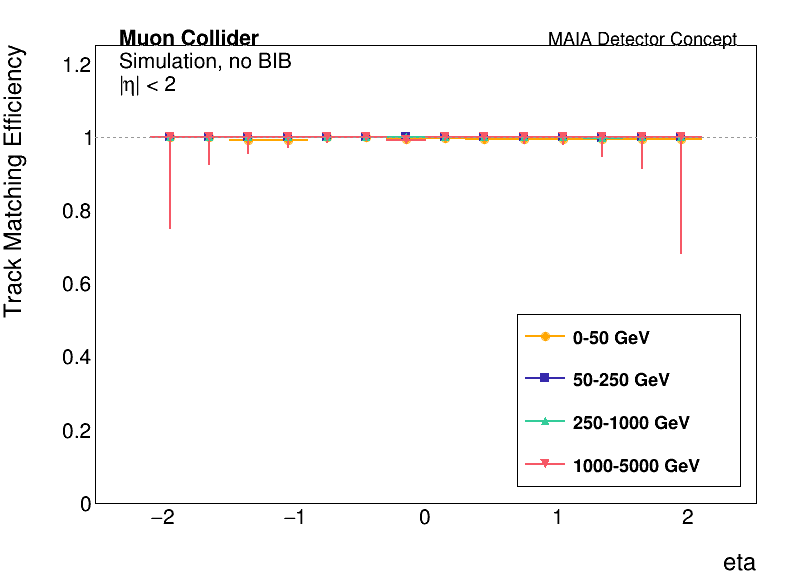 Muon Collider
MAIA Detector Concept
Simulation, no BIB
|η| < 2
Track Matching Efficiency
1.2
1
0.8
0.6
0.4
0.2
0
−2
−1
0
1
2
eta
0-50 GeV
50-250 GeV
250-1000 GeV
1000-5000 GeV